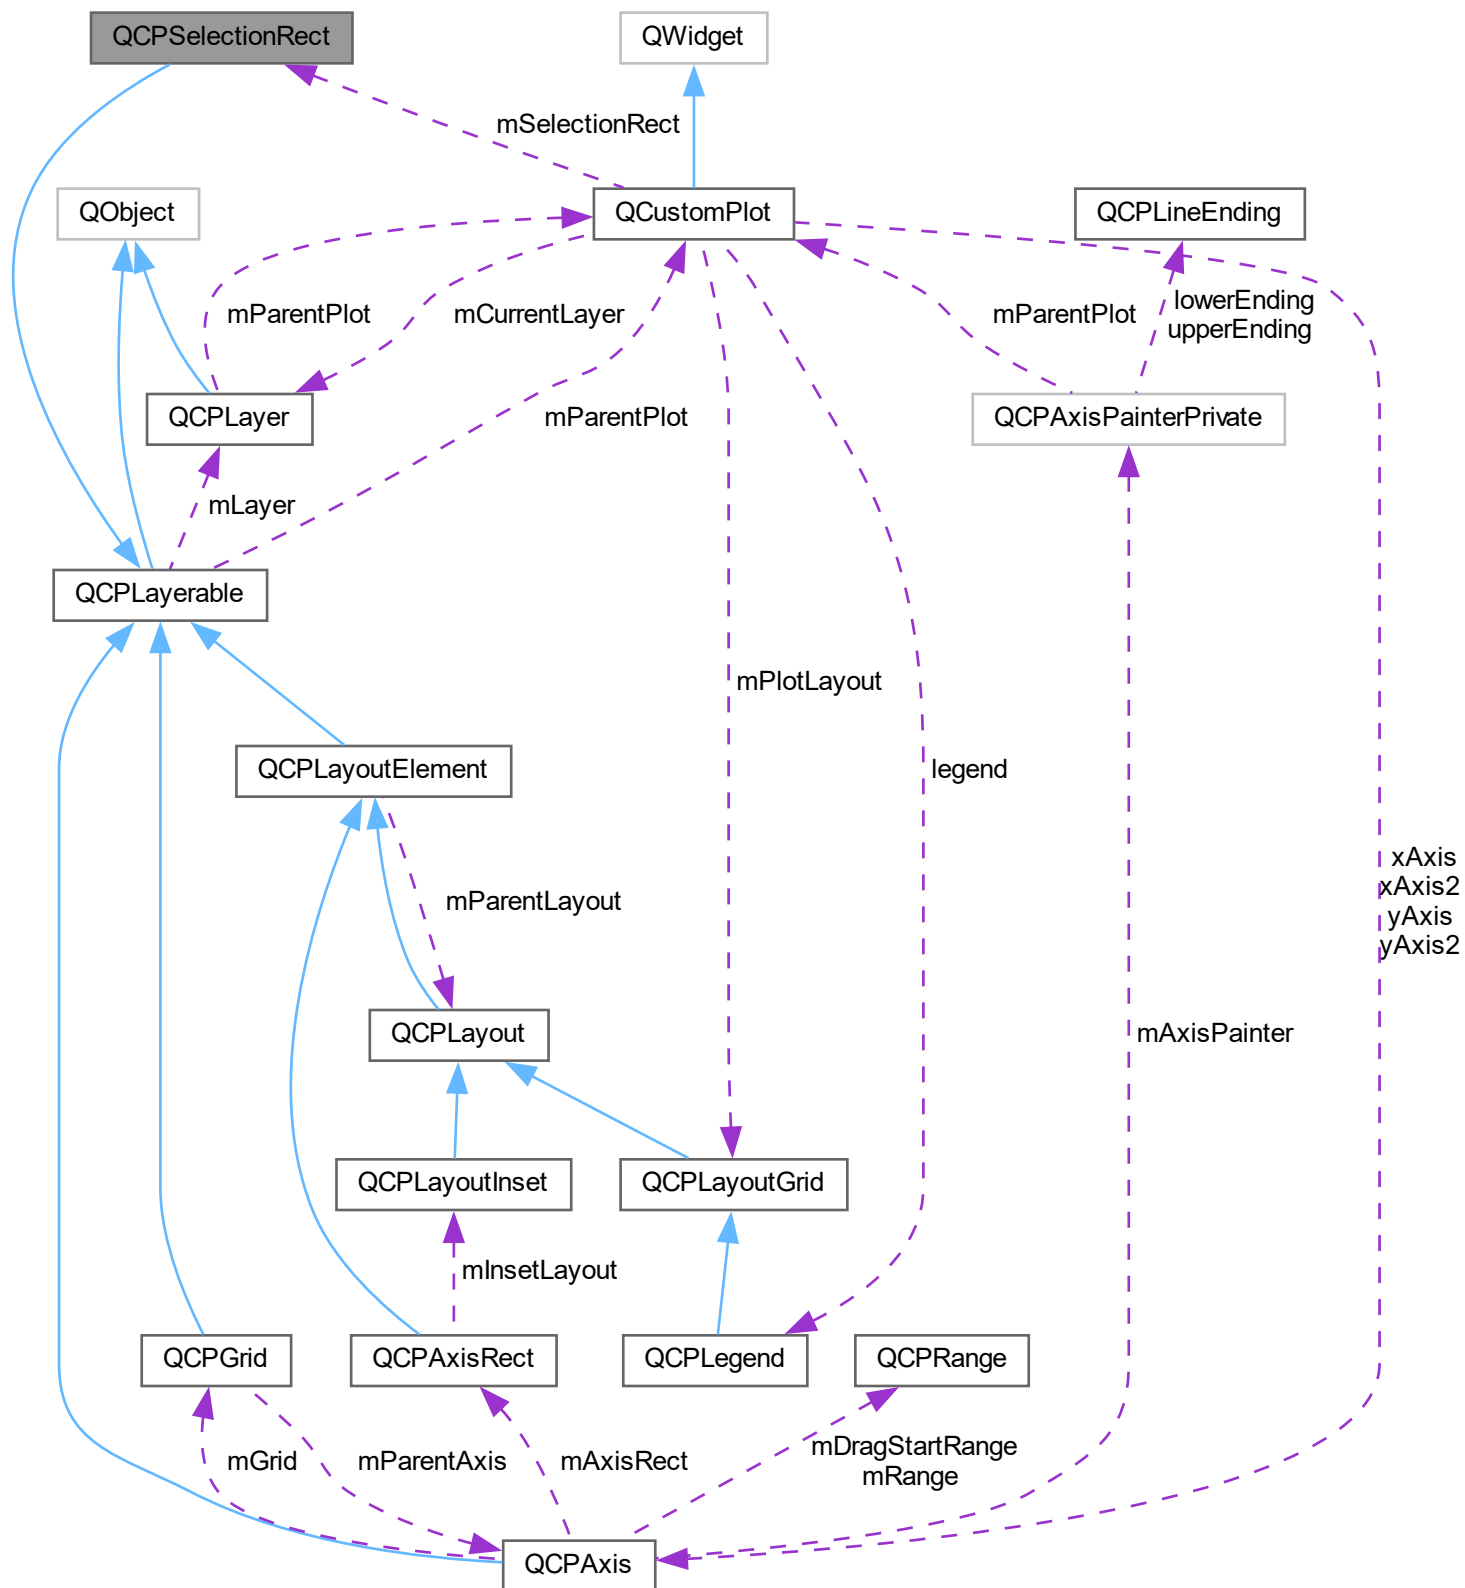 QCPSelectionRect
QWidget
mSelectionRect
QObject
QCustomPlot
QCPLineEnding
mParentPlot
mCurrentLayer
mParentPlot
lowerEnding
upperEnding
QCPLayer
mParentPlot
QCPAxisPainterPrivate
mLayer
QCPLayerable
mPlotLayout
QCPLayoutElement
legend
xAxis
xAxis2
yAxis
yAxis2
mParentLayout
QCPLayout
mAxisPainter
QCPLayoutInset
QCPLayoutGrid
mInsetLayout
QCPGrid
QCPAxisRect
QCPLegend
QCPRange
mGrid
mParentAxis
mAxisRect
mDragStartRange
mRange
QCPAxis